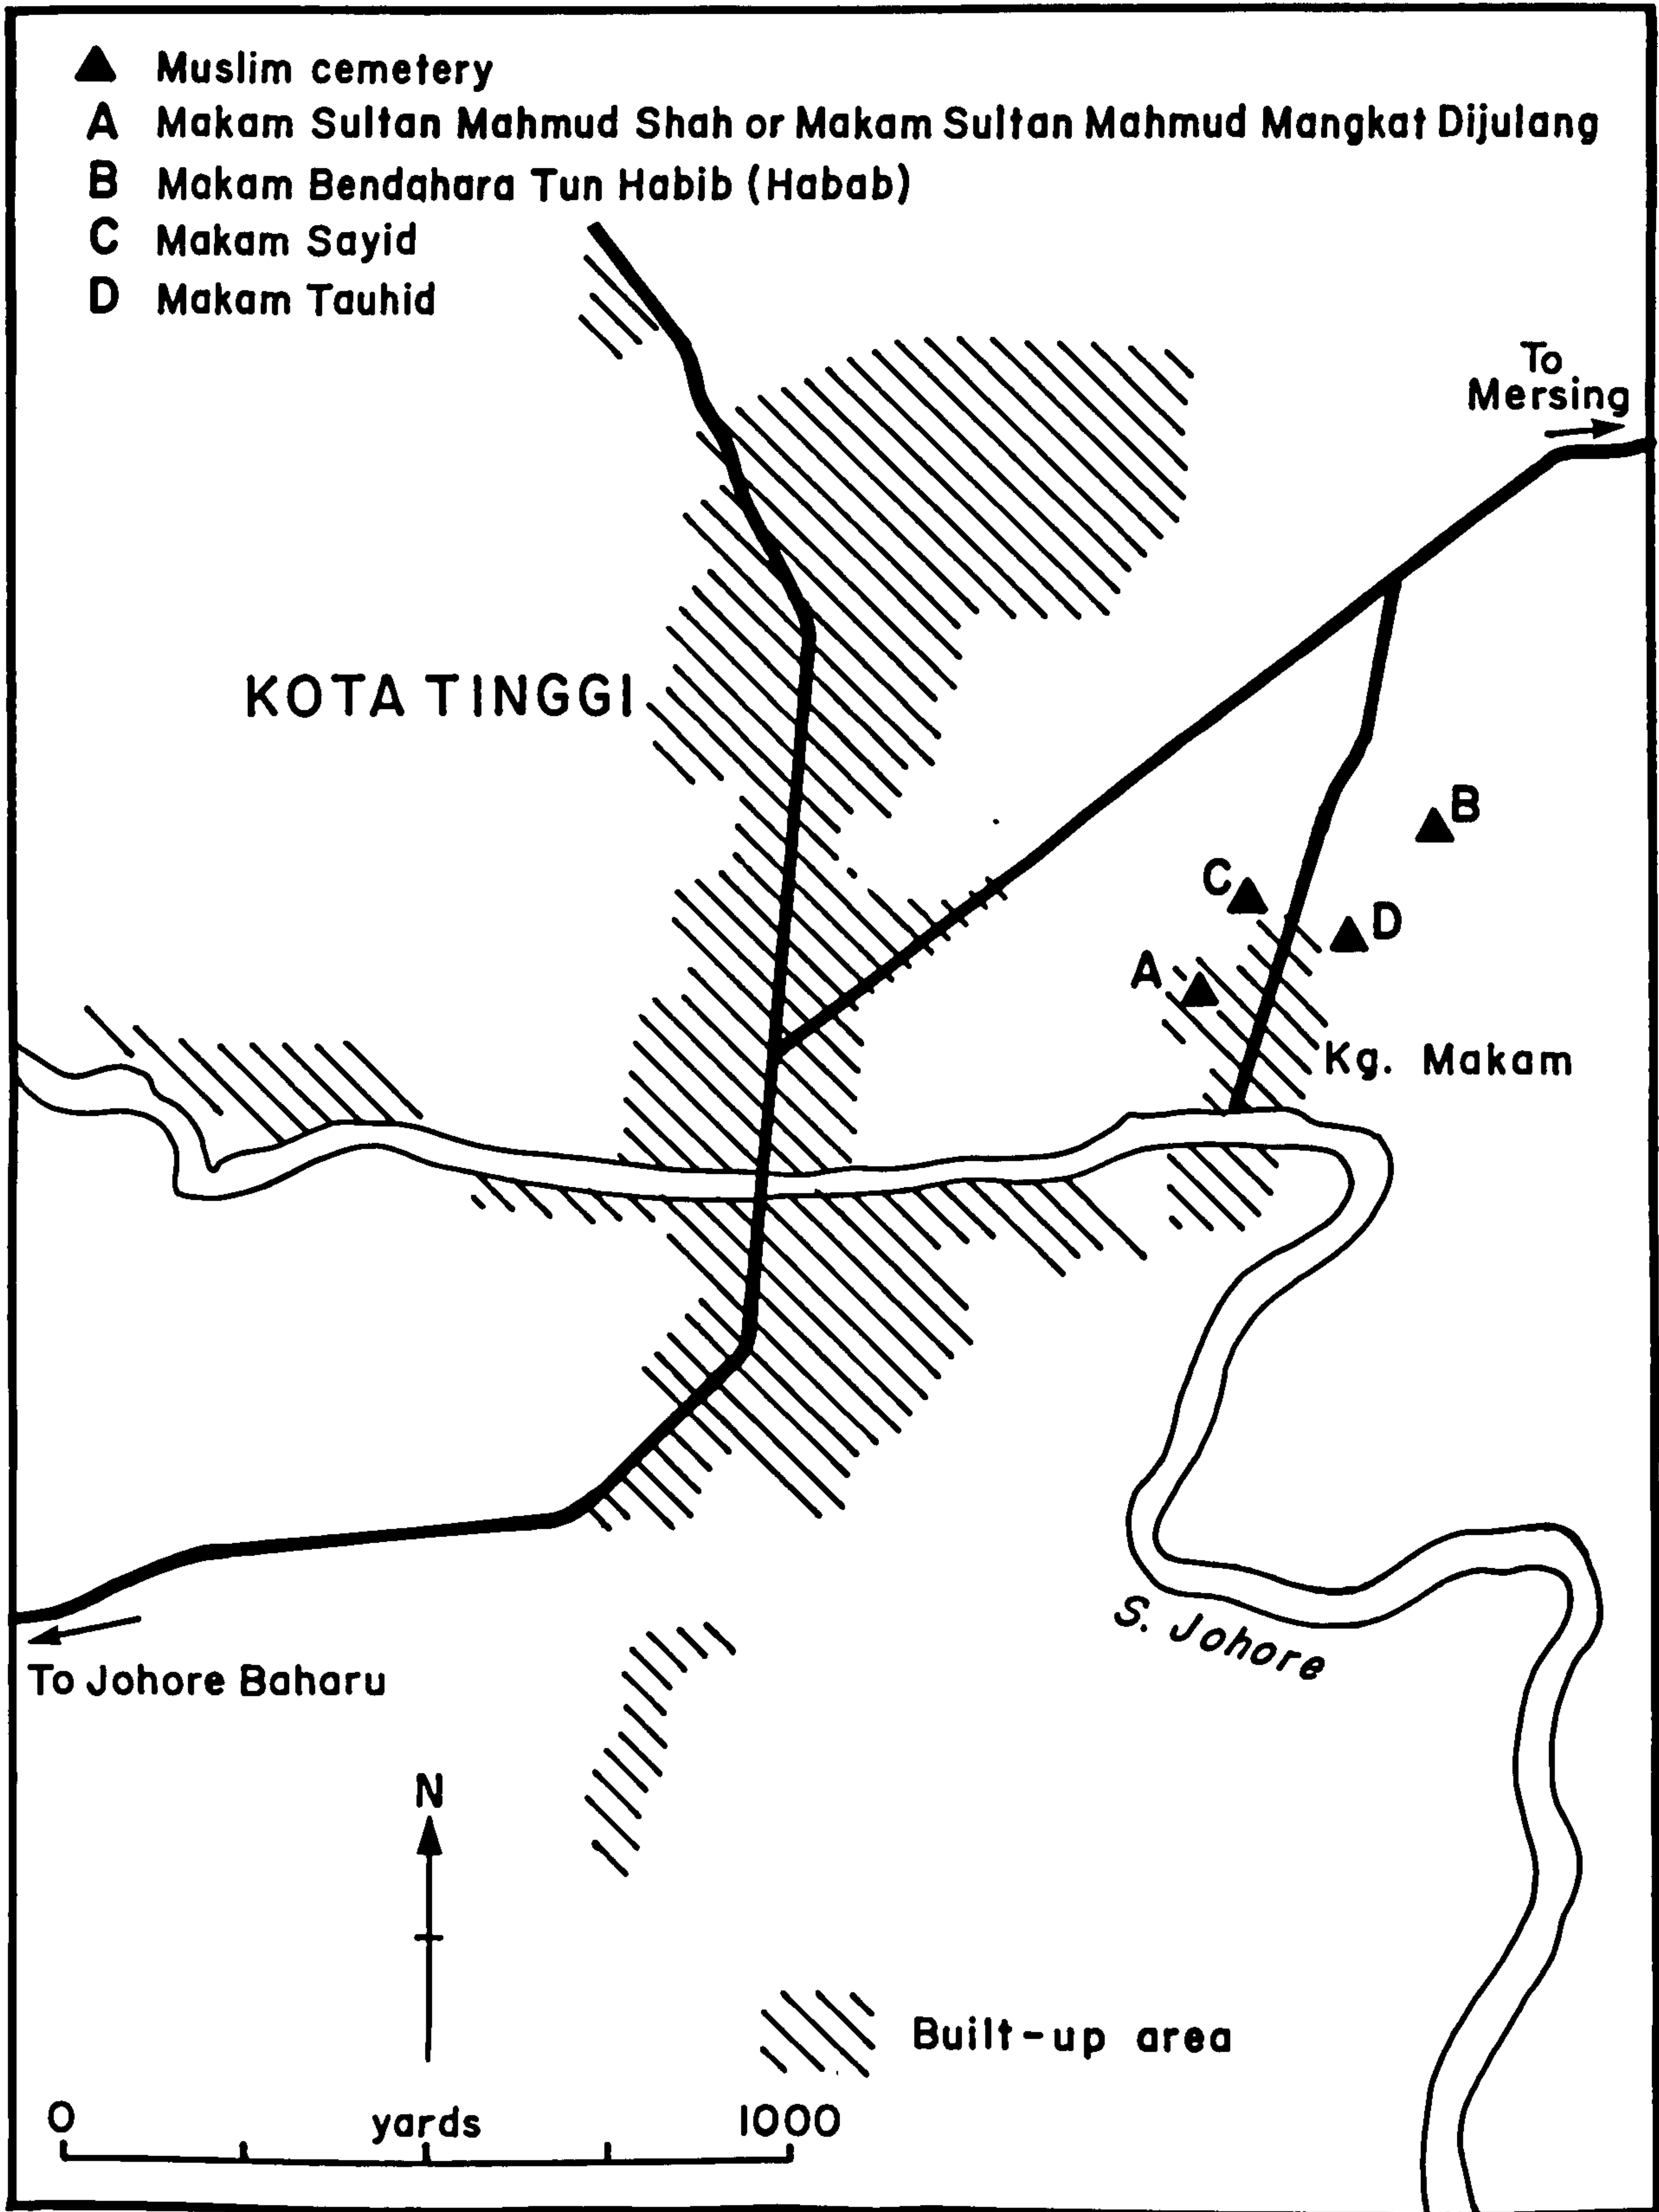 Muslim cemetery
A Makam Sultan Mahmud Shah or Makam Sultan Mahmud Mangkat Dijulang
B Makam Bendahara Tun Habib (Habab)
C Makam Sayid
D Makam Tauhid
To
Mersing
KOTA TINGGI
B
C
D
A
Kg. Makam
S. Johore
To Johore Baharu
N
Built-up area
0 yards 1000